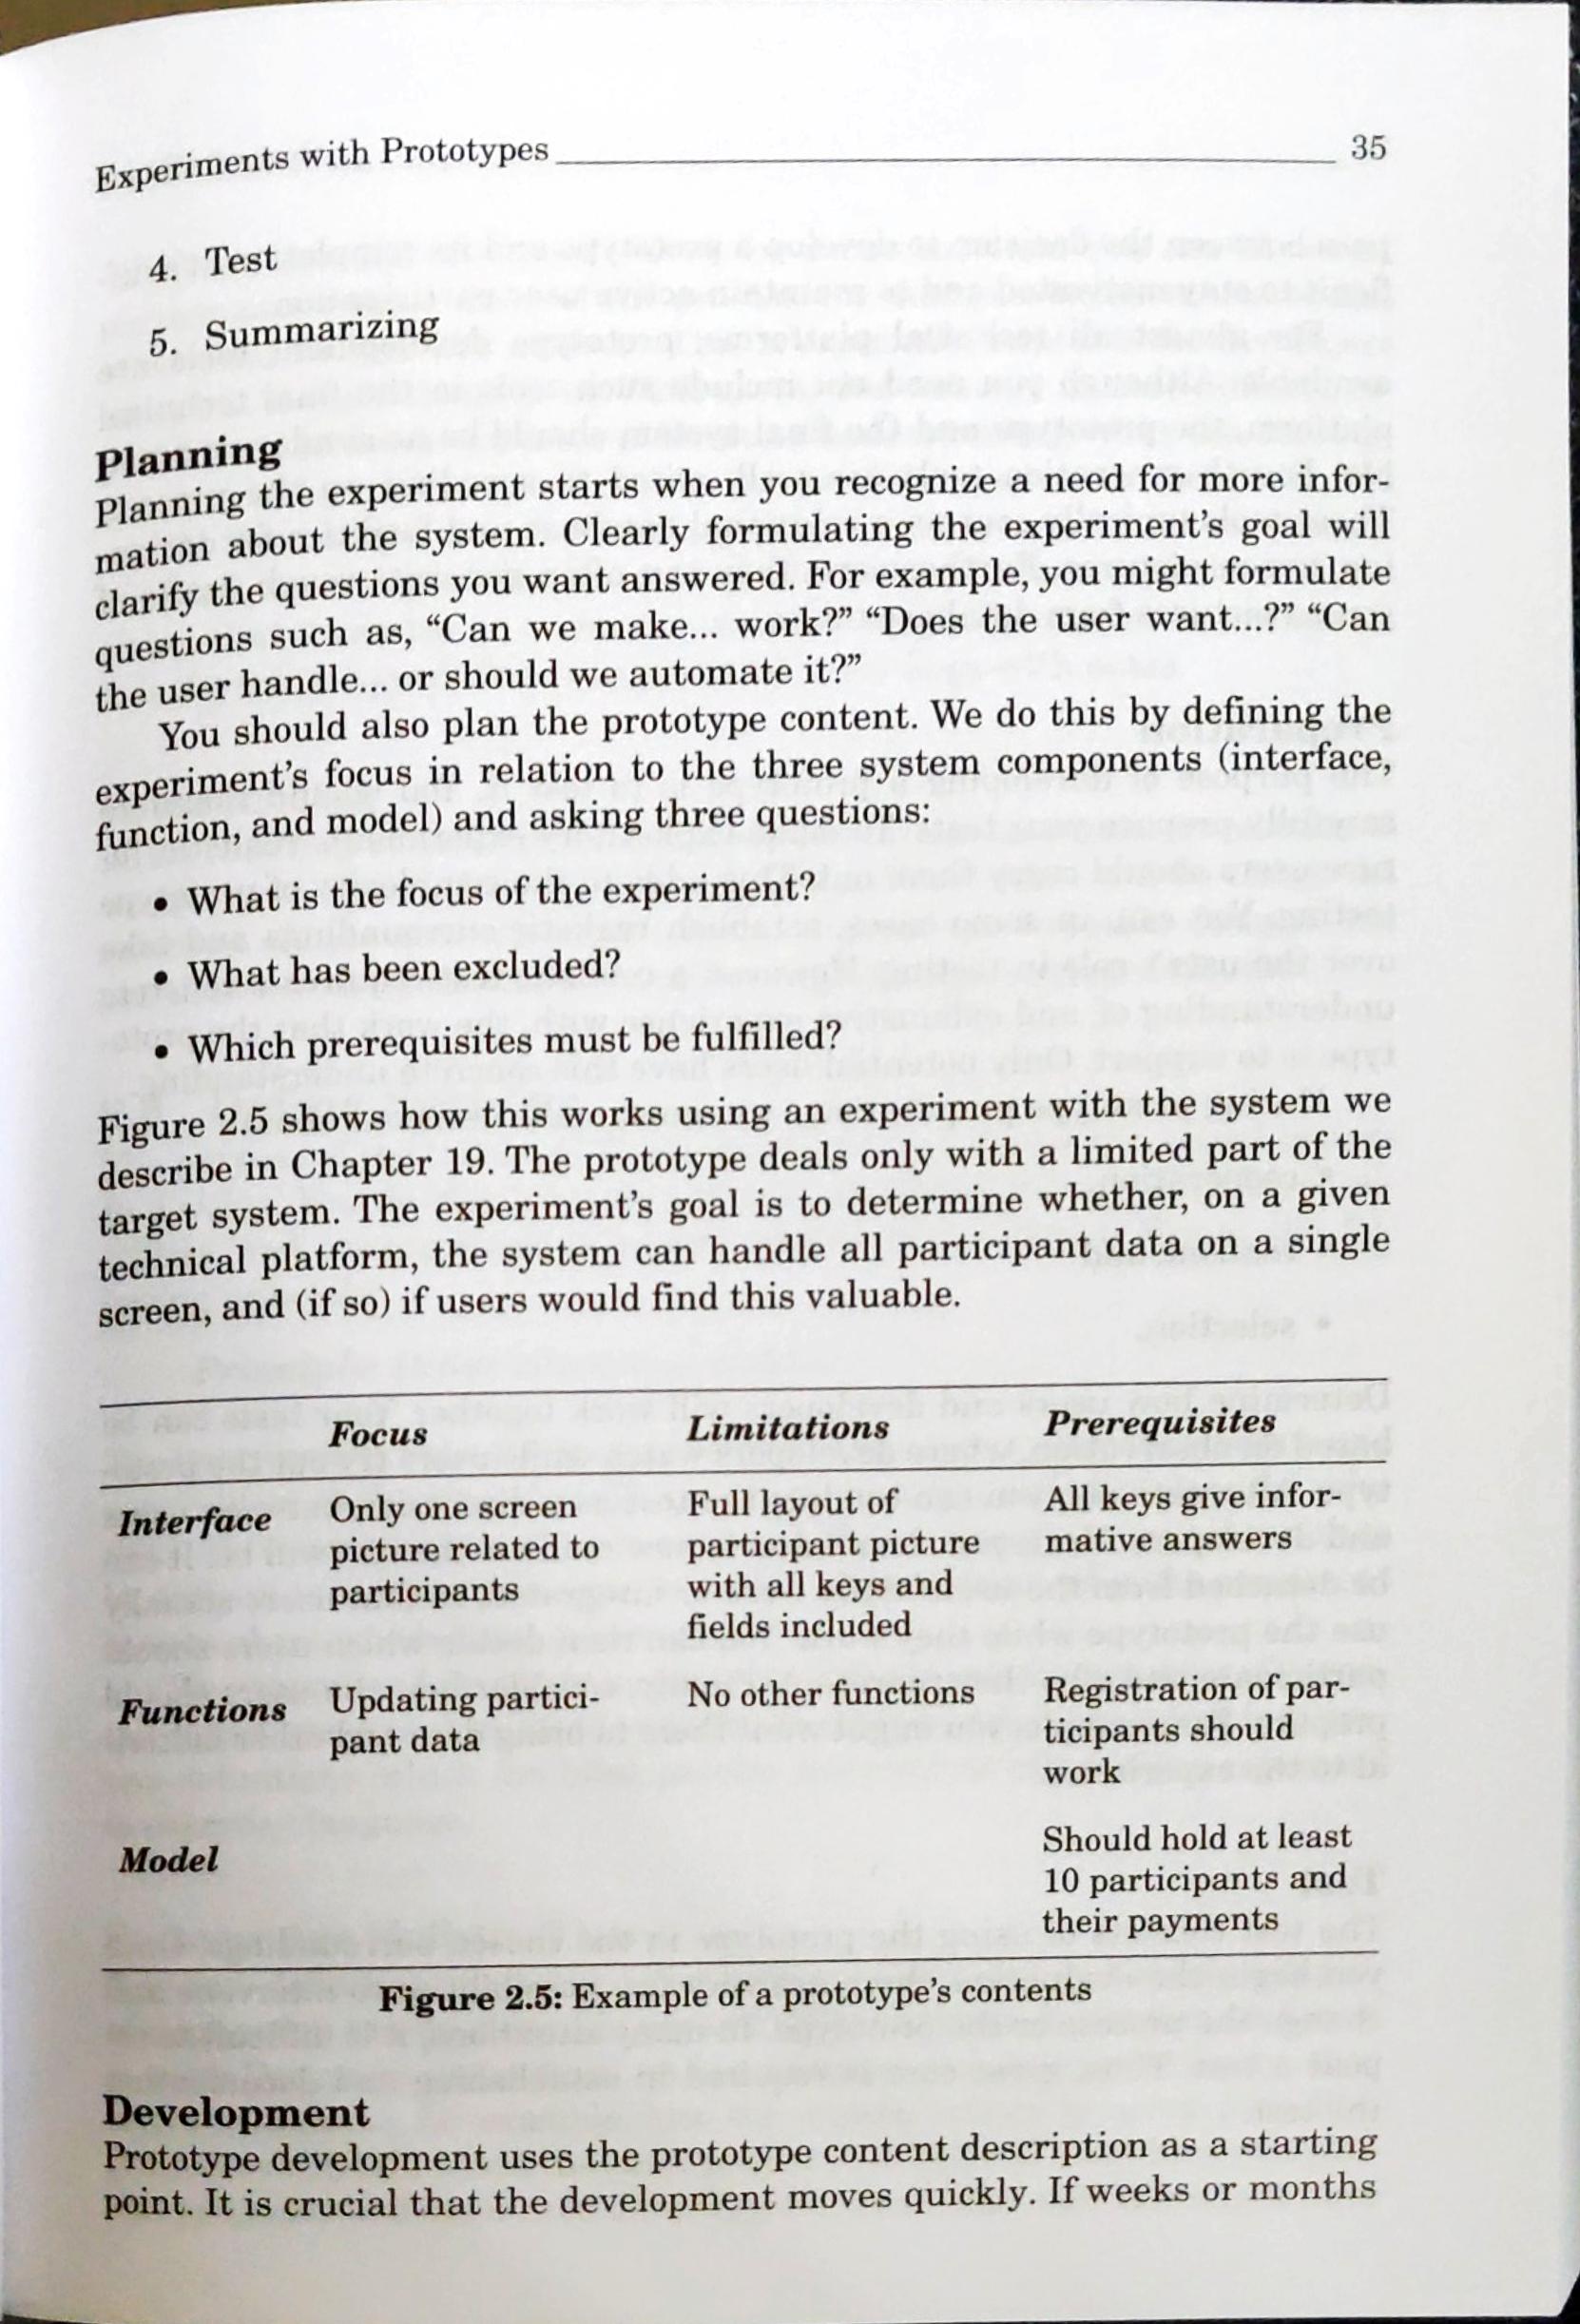 Experiments with Prototypes 35
4. Test
5. Summarizing
Planning
Planning the experiment starts when you recognize a need for more infor-
mation about the system. Clearly formulating the experiment's goal will
clarify the questions you want answered. For example, you might formulate
questions such as, “Can we make... work?” “Does the user want...?” “Can
the user handle... or should we automate it?”
You should also plan the prototype content. We do this by defining the
experiment's focus in relation to the three system components (interface,
function, and model) and asking three questions:
• What is the focus of the experiment?
• What has been excluded?
• Which prerequisites must be fulfilled?
Figure 2.5 shows how this works using an experiment with the system we
describe in Chapter 19. The prototype deals only with a limited part of the
target system. The experiment's goal is to determine whether, on a given
technical platform, the system can handle all participant data on a single
screen, and (if so) if users would find this valuable.
Focus Limitations Prerequisites
Interface Only one screen Full layout of All keys give infor-
picture related to participant picture mative answers
participants with all keys and
fields included
Functions Updating partici- No other functions Registration of par-
pant data ticipants should
work
Model Should hold at least
10 participants and
their payments
Figure 2.5: Example of a prototype's contents
Development
Prototype development uses the prototype content description as a starting
point. It is crucial that the development moves quickly. If weeks or months